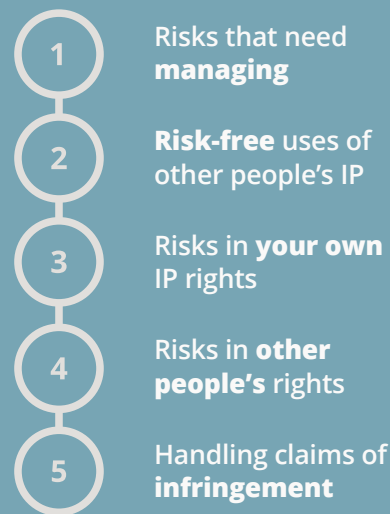 1
Risks that need
managing
2
Risk-free uses of
other people’s IP
3
Risks in your own
IP rights
4
Risks in other
people’s rights
5
Handling claims of
infringement